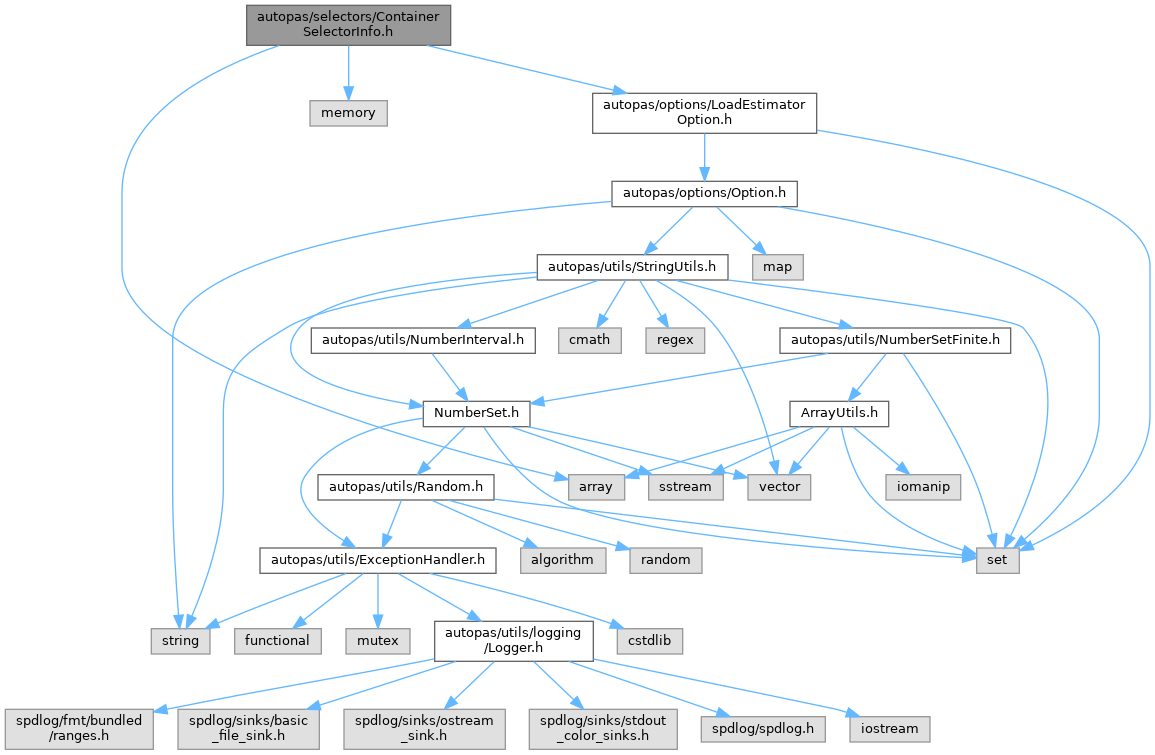 autopas/selectors/Container
SelectorInfo.h
memory
autopas/options/LoadEstimator
Option.h
autopas/options/Option.h
autopas/utils/StringUtils.h
map
autopas/utils/NumberInterval.h
cmath
regex
autopas/utils/NumberSetFinite.h
NumberSet.h
ArrayUtils.h
autopas/utils/Random.h
array
sstream
vector
iomanip
autopas/utils/ExceptionHandler.h
algorithm
random
set
string
functional
mutex
autopas/utils/logging
/Logger.h
cstdlib
spdlog/fmt/bundled
/ranges.h
spdlog/sinks/basic
_file_sink.h
spdlog/sinks/ostream
_sink.h
spdlog/sinks/stdout
_color_sinks.h
spdlog/spdlog.h
iostream